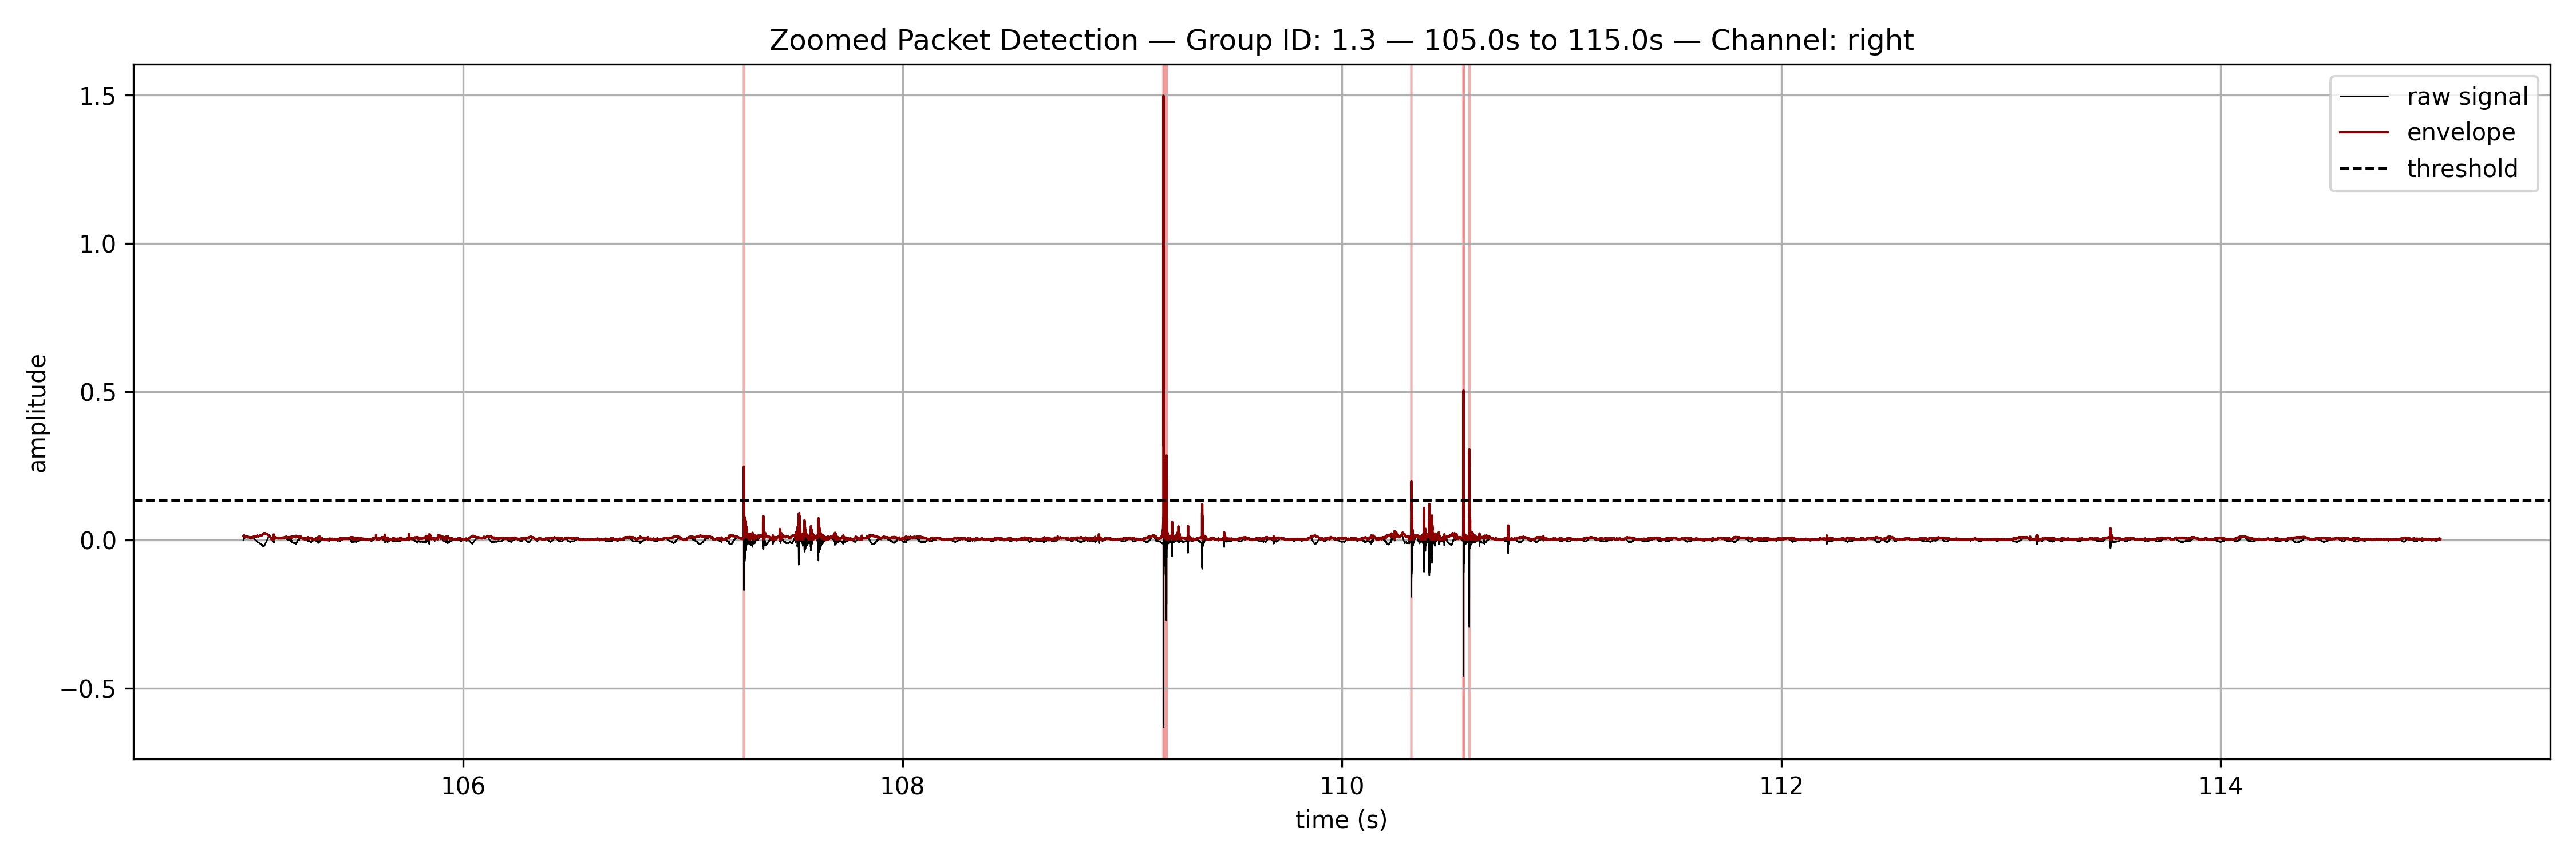 Zoomed Packet Detection — Group ID: 1.3 — 105.0s to 115.0s — Channel: right
raw signal
envelope
threshold
amplitude
1.5
1.0
0.5
0.0
−0.5
106
108
110
112
114
time (s)